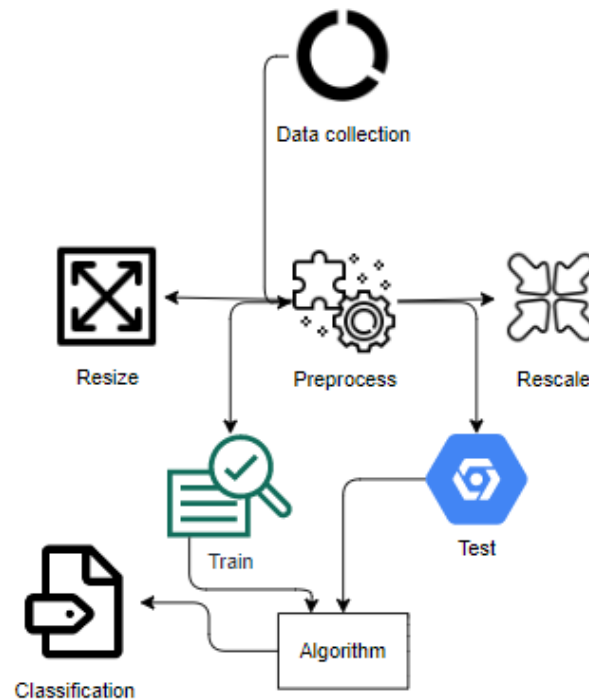 Data collection
Resize
Preprocess
Rescale
Train
Test
Algorithm
Classification